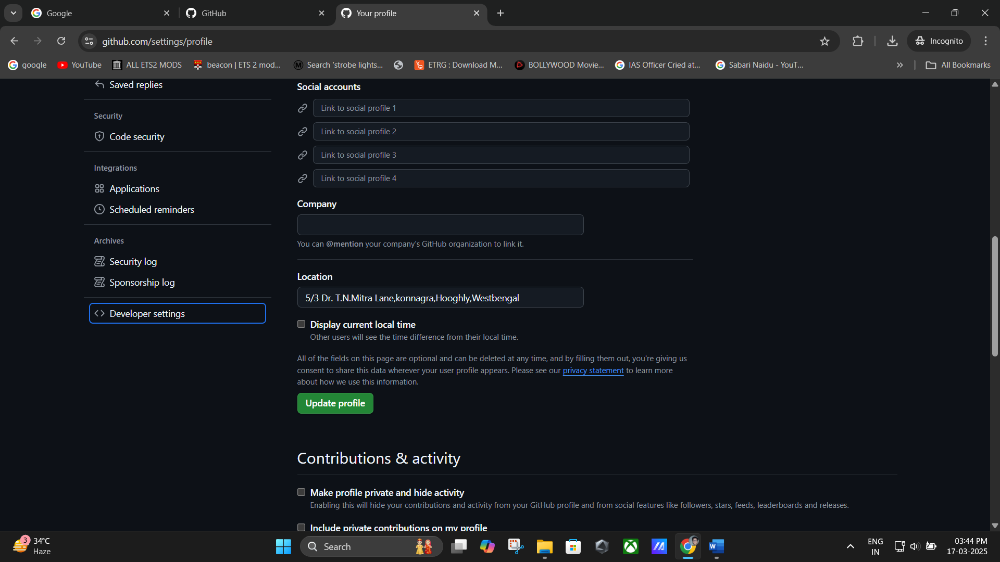 Google
GitHub
Your profile
github.com/settings/profile
Incognito
google
YouTube
ALL ETS2 MODS
beacon | ETS 2 mod...
Search 'strobe lights...
ETRG : Download M...
BOLLYWOOD Movie...
IAS Officer Cried at...
Sabari Naidu - YouT...
All Bookmarks
Saved replies
Security
Code security
Integrations
Applications
Scheduled reminders
Archives
Security log
Sponsorship log
Developer settings
Social accounts
Link to social profile 1
Link to social profile 2
Link to social profile 3
Link to social profile 4
Company
You can @mention your company's GitHub organization to link it.
Location
5/3 Dr. T.N.Mitra Lane,konnagra,Hooghly,Westbengal
Display current local time
Other users will see the time difference from their local time.
All of the fields on this page are optional and can be deleted at any time, and by filling them out, you're giving us
consent to share this data wherever your user profile appears. Please see our privacy statement to learn more
about how we use this information.
Update profile
Contributions & activity
Make profile private and hide activity
Enabling this will hide your contributions and activity from your GitHub profile and from social features like followers, stars, feeds, leaderboards and releases.
Include private contributions on my profile
3
34°C
Haze
Search
ENG
IN
03:44 PM
17-03-2025